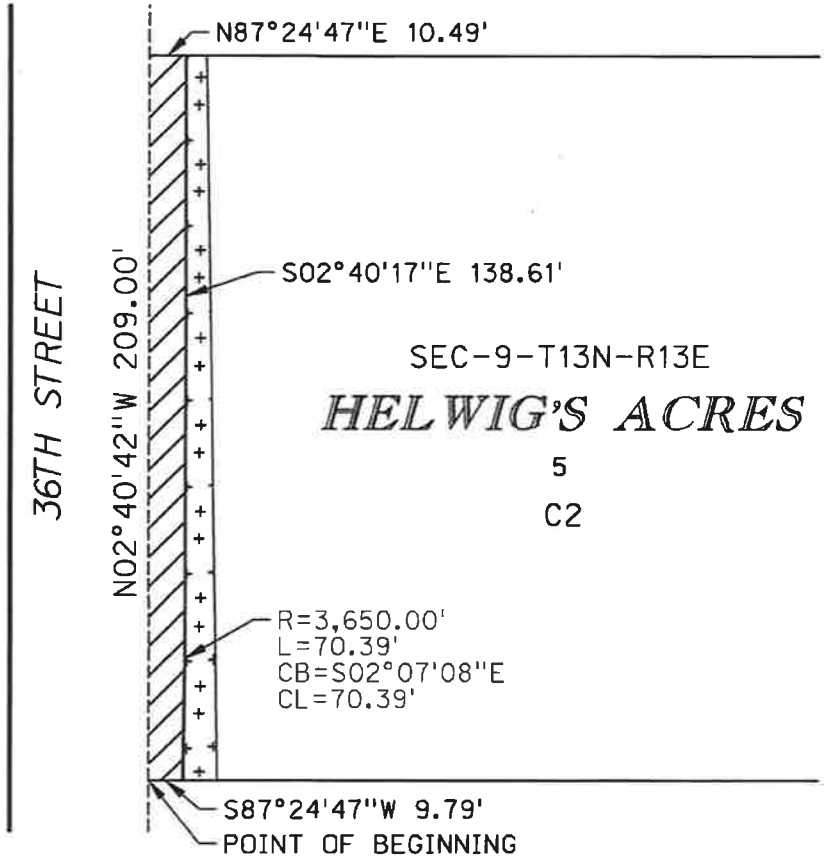 N87°24'47"E 10.49'
S02°40'17"E 138.61'
36TH STREET
N02°40'42"W 209.00'
SEC-9-T13N-R13E
HELWIG'S ACRES
5
C2
R=3,650.00'
L=70.39'
CB=S02°07'08"E
CL=70.39'
S87°24'47"W 9.79'
POINT OF BEGINNING